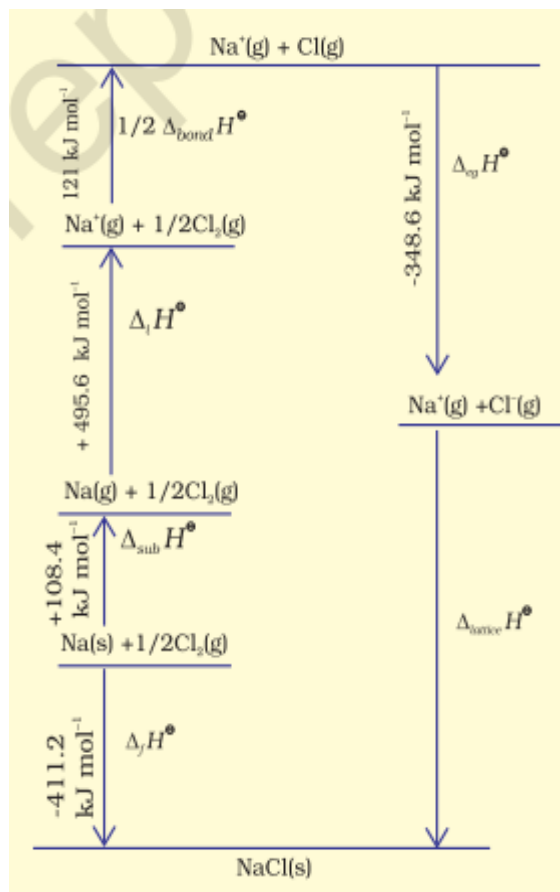 Na⁺(g) + Cl(g)
121 kJ mol⁻¹
1/2 Δbond H⊖
Na⁺(g) + 1/2Cl₂(g)
+ 495.6 kJ mol⁻¹
ΔᵢH⊖
Na(g) + 1/2Cl₂(g)
+108.4
kJ mol⁻¹
Δsub H⊖
Na(s) +1/2Cl₂(g)
-411.2
kJ mol⁻¹
Δf H⊖
Δeg H⊖
-348.6 kJ mol⁻¹
Na⁺(g) +Cl⁻(g)
Δlattice H⊖
NaCl(s)